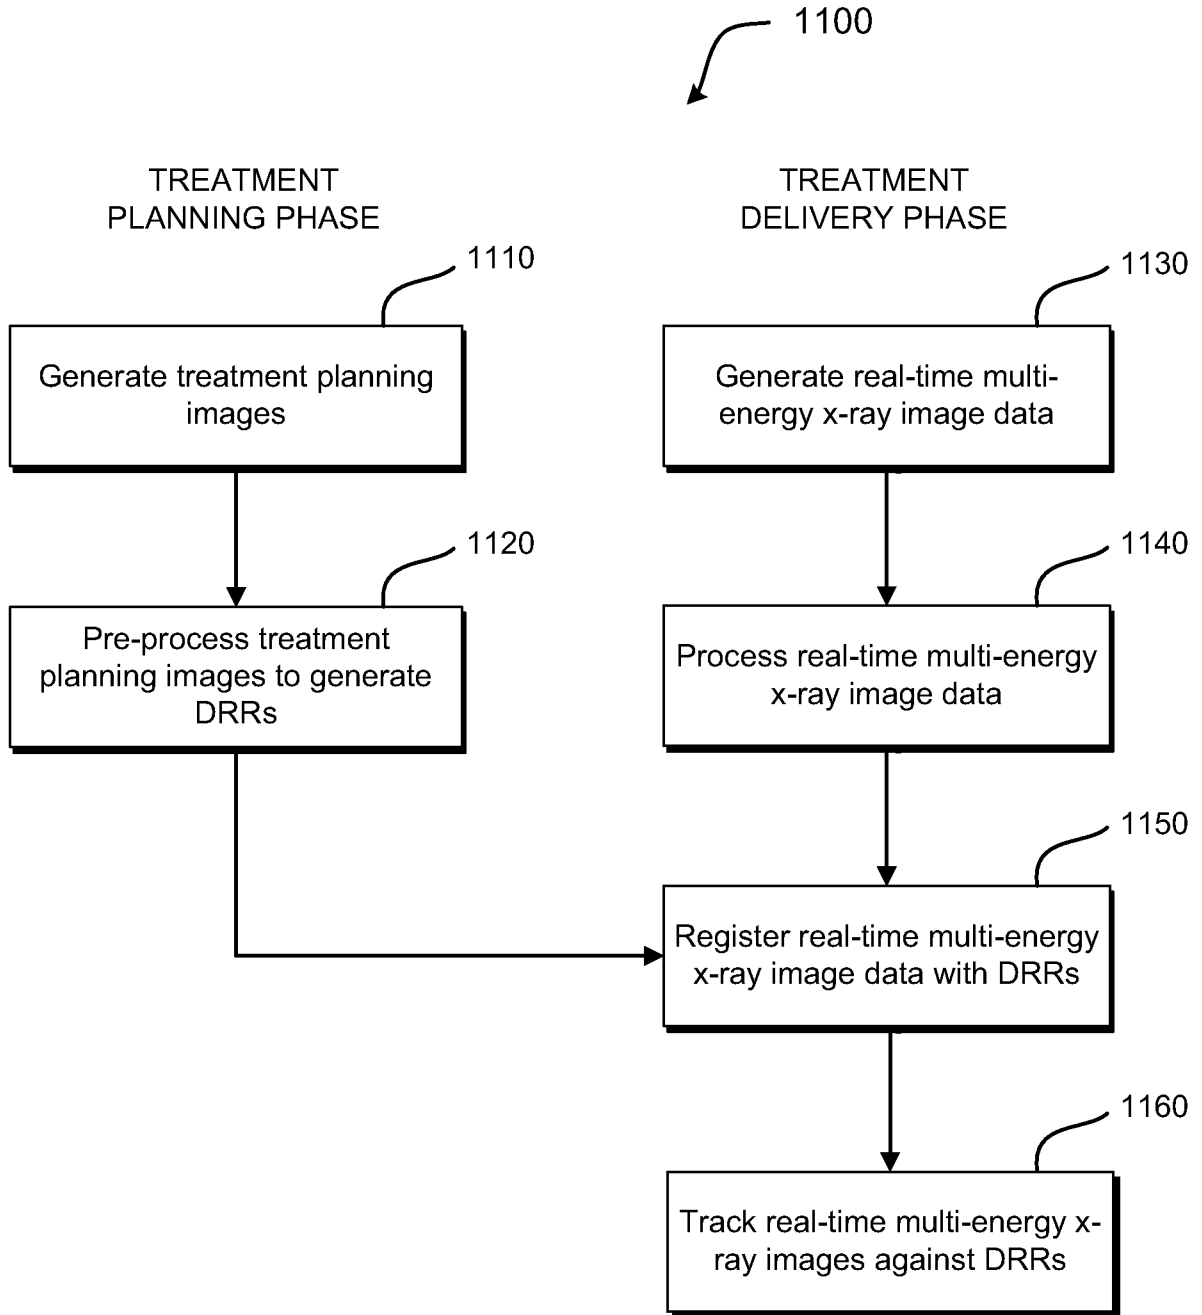 1100
TREATMENT
PLANNING PHASE
1110
Generate treatment planning
images
1120
Pre-process treatment
planning images to generate
DRRs
TREATMENT
DELIVERY PHASE
1130
Generate real-time multi-
energy x-ray image data
1140
Process real-time multi-energy
x-ray image data
1150
Register real-time multi-energy
x-ray image data with DRRs
1160
Track real-time multi-energy x-
ray images against DRRs